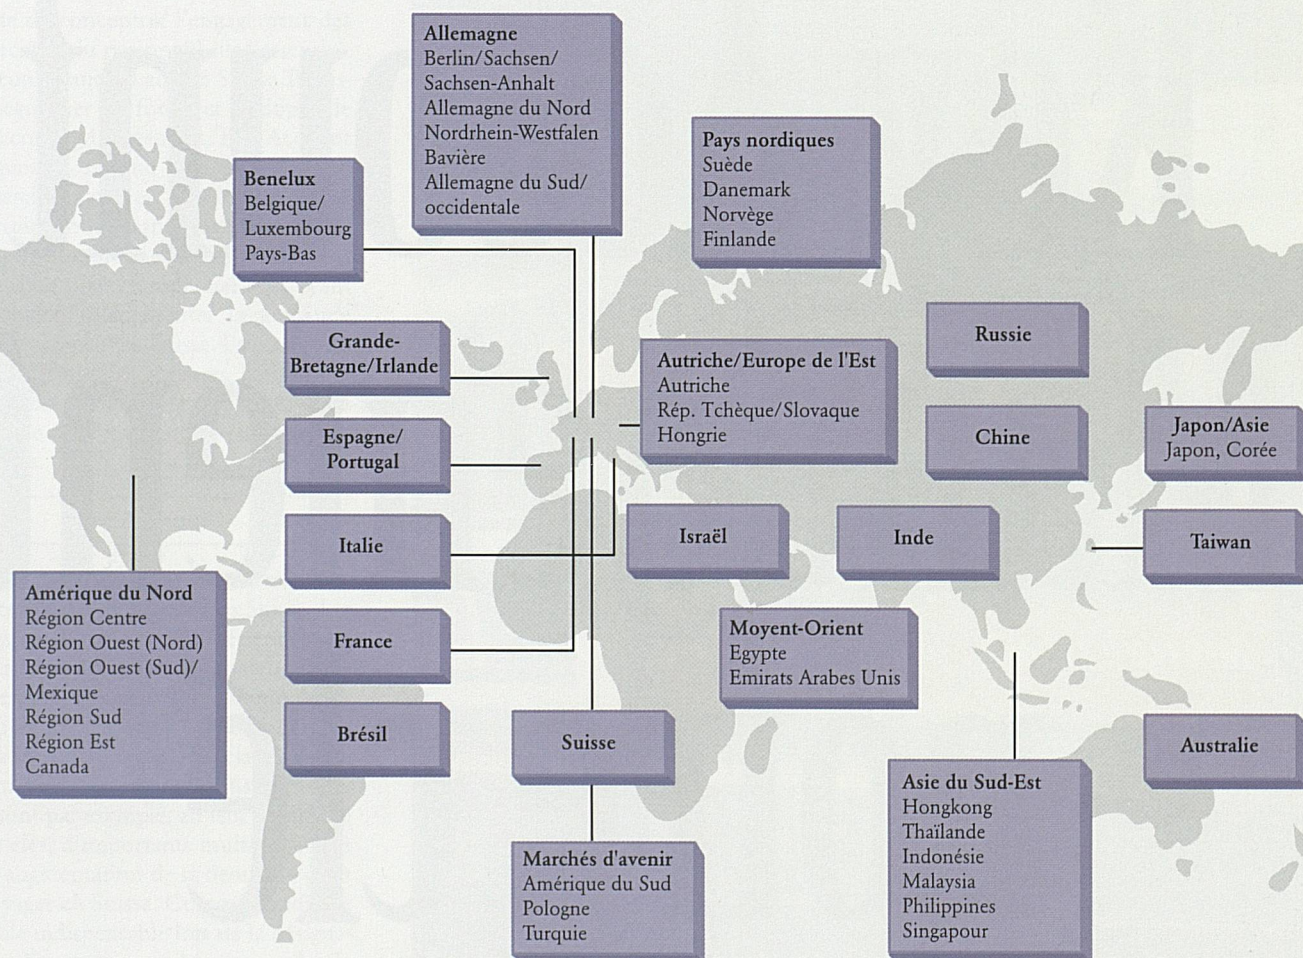 Allemagne
Berlin/Sachsen/
Sachsen-Anhalt
Allemagne du Nord
Nordrhein-Westfalen
Bavière
Allemagne du Sud/
occidentale
Pays nordiques
Suède
Danemark
Norvège
Finlande
Benelux
Belgique/
Luxembourg
Pays-Bas
Grande-
Bretagne/Irlande
Autriche/Europe de l'Est
Autriche
Rép. Tchèque/Slovaque
Hongrie
Russie
Espagne/
Portugal
Chine
Japon/Asie
Japon, Corée
Italie
Israël
Inde
Taiwan
Amérique du Nord
Région Centre
Région Ouest (Nord)
Région Ouest (Sud)/
Mexique
Région Sud
Région Est
Canada
France
Moyent-Orient
Egypte
Emirats Arabes Unis
Brésil
Suisse
Australie
Asie du Sud-Est
Hongkong
Thaïlande
Indonésie
Malaysia
Philippines
Singapour
Marchés d'avenir
Amérique du Sud
Pologne
Turquie